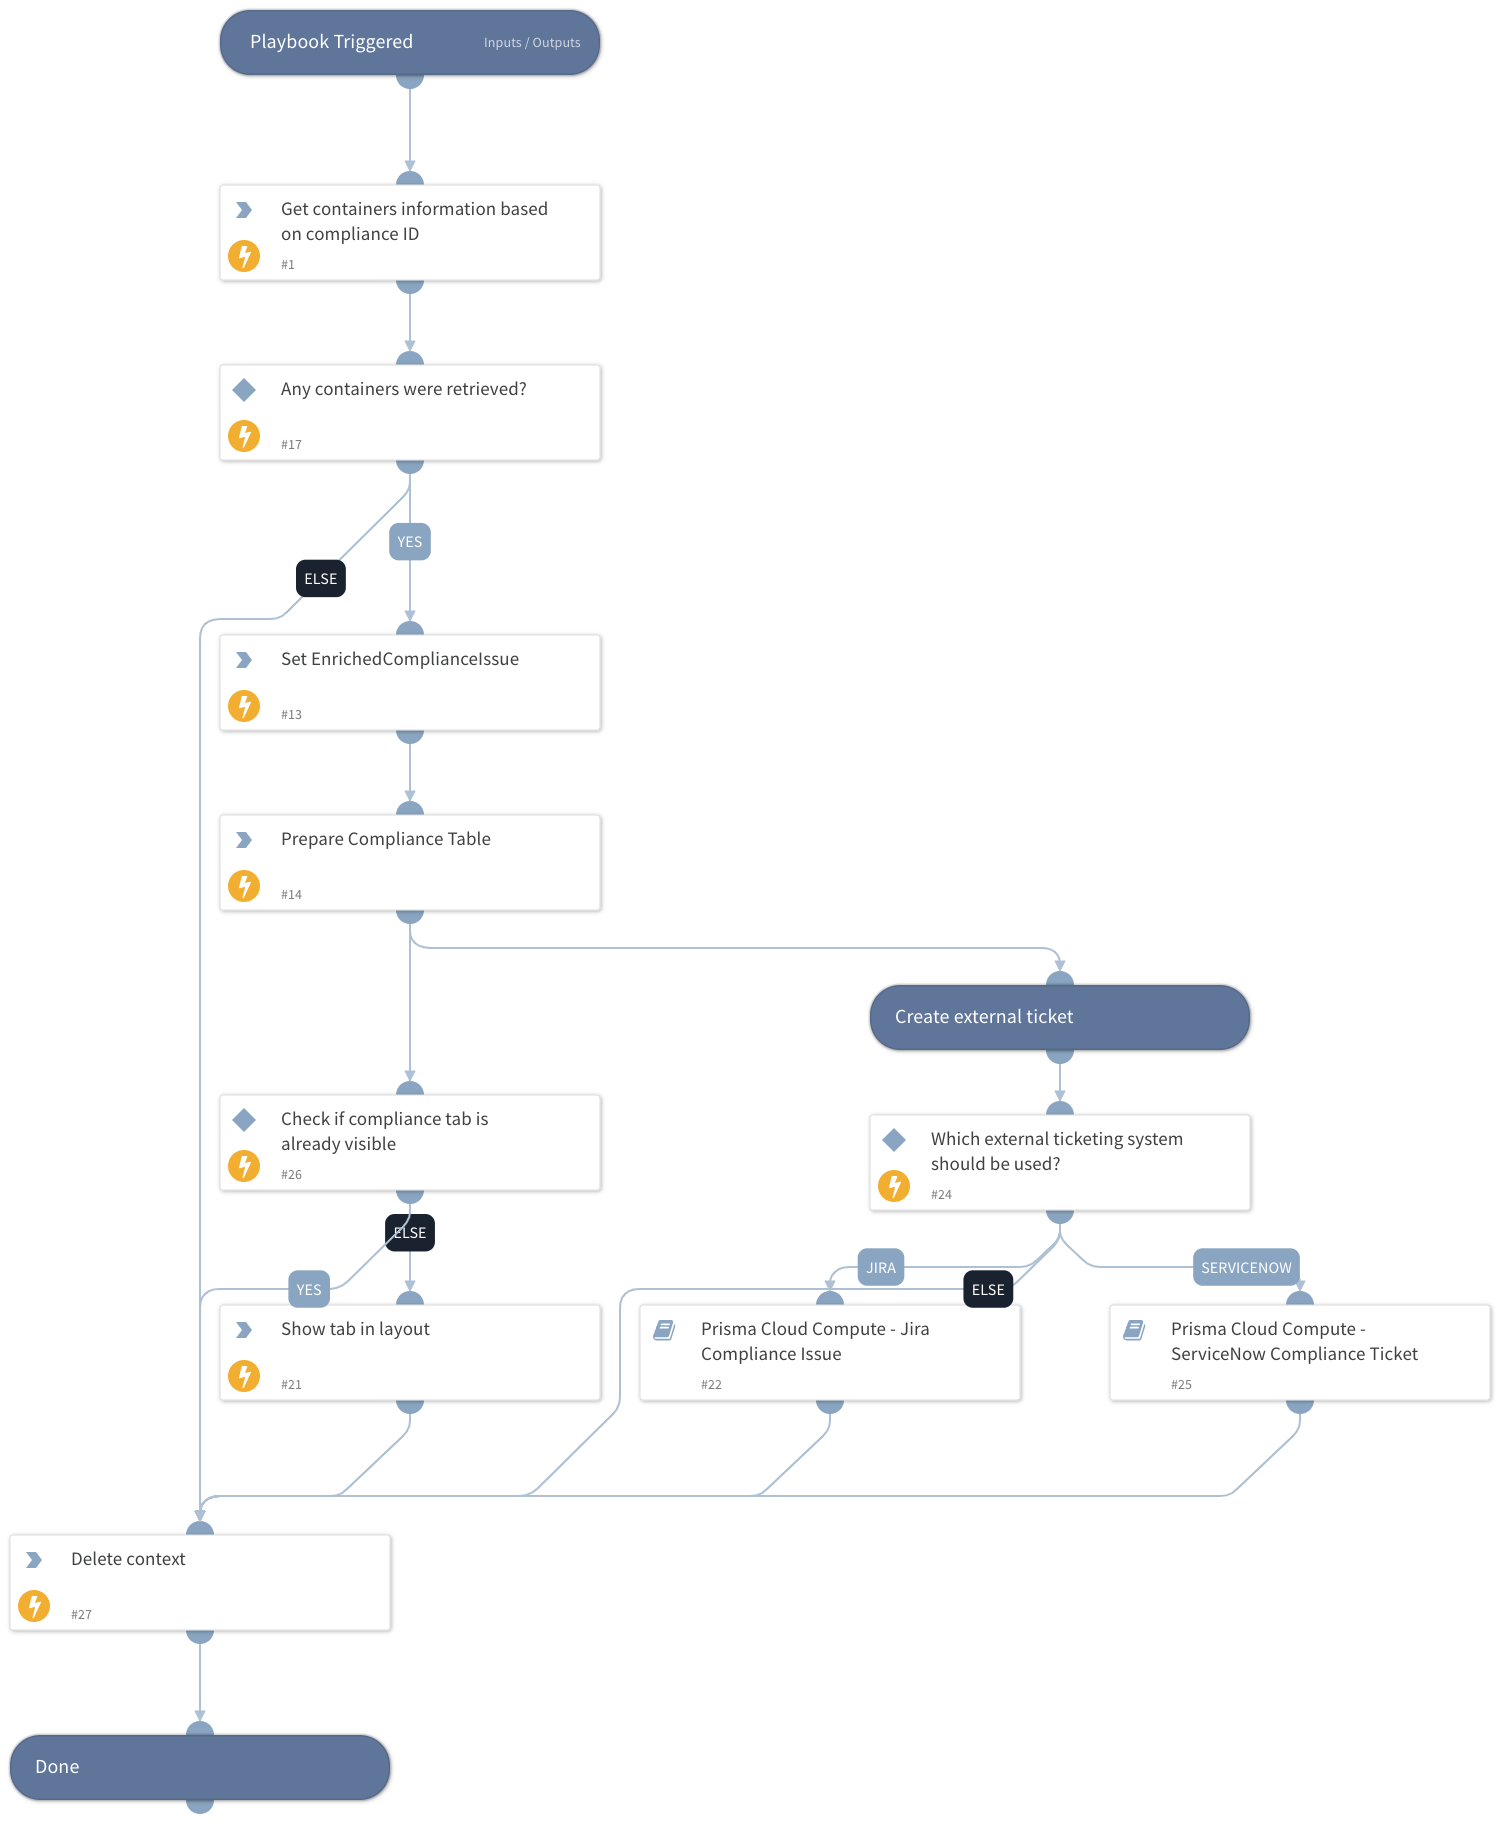 Playbook Triggered
Inputs / Outputs
Get containers information based
on compliance ID
#1
Any containers were retrieved?
#17
YES
ELSE
Set EnrichedComplianceIssue
#13
Prepare Compliance Table
#14
Create external ticket
Check if compliance tab is
already visible
#26
Which external ticketing system
should be used?
#24
ELSE
YES
JIRA
SERVICENOW
ELSE
Show tab in layout
#21
Prisma Cloud Compute - Jira
Compliance Issue
#22
Prisma Cloud Compute -
ServiceNow Compliance Ticket
#25
Delete context
#27
Done